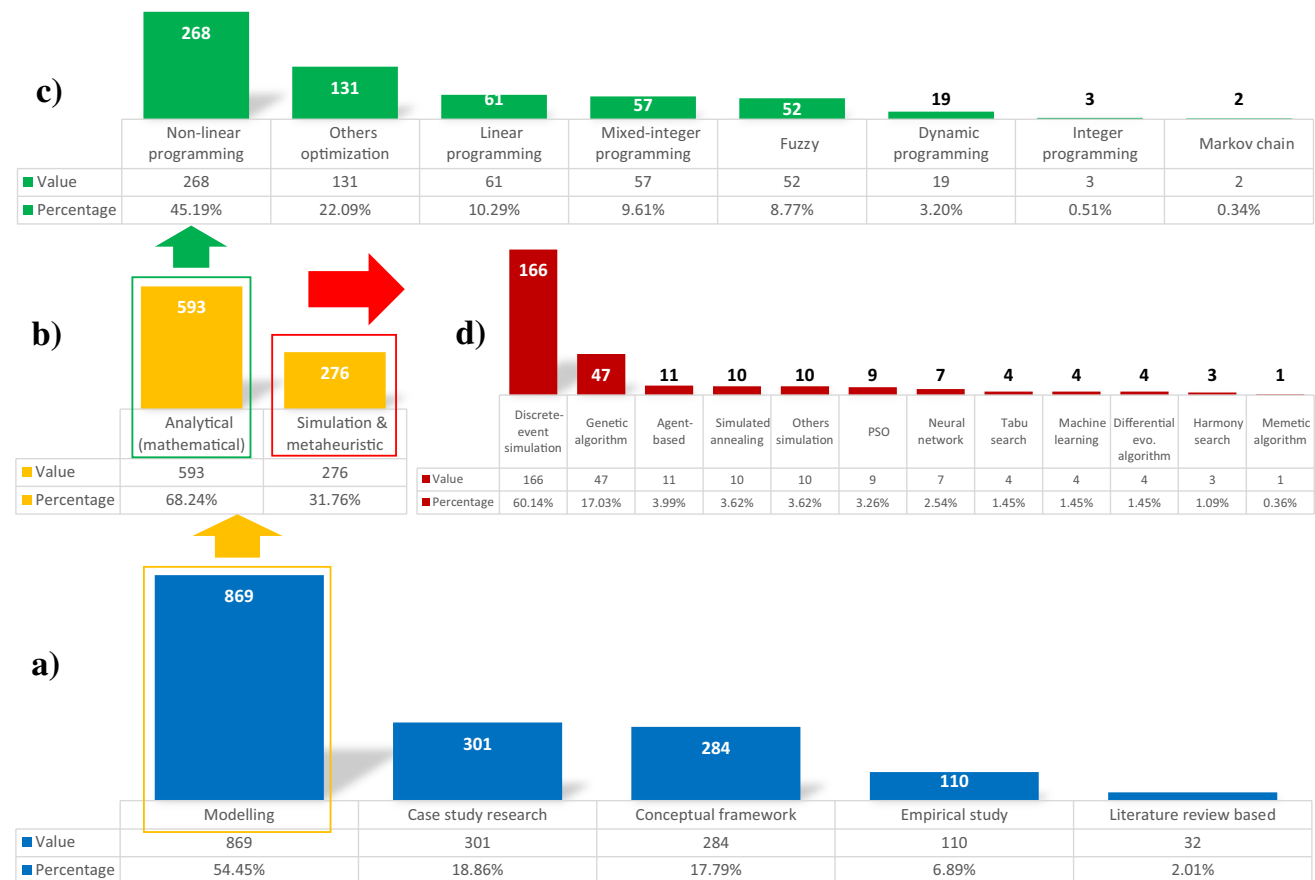 c)
268
131
61
57
52
19
3
2
Non-linear programming
Others optimization
Linear programming
Mixed-integer programming
Fuzzy
Dynamic programming
Integer programming
Markov chain
Value 268 131 61 57 52 19 3 2
Percentage 45.19% 22.09% 10.29% 9.61% 8.77% 3.20% 0.51% 0.34%
b)
593
276
Analytical (mathematical)
Simulation & metaheuristic
Value 593 276
Percentage 68.24% 31.76%
d)
166
47
11
10
10
9
7
4
4
4
3
1
Discrete-event simulation
Genetic algorithm
Agent-based
Simulated annealing
Others simulation
PSO
Neural network
Tabu search
Machine learning
Differential evo. algorithm
Harmony search
Memetic algorithm
Value 166 47 11 10 10 9 7 4 4 4 3 1
Percentage 60.14% 17.03% 3.99% 3.62% 3.62% 3.26% 2.54% 1.45% 1.45% 1.45% 1.09% 0.36%
a)
869
301
284
110
Modelling
Case study research
Conceptual framework
Empirical study
Literature review based
Value 869 301 284 110 32
Percentage 54.45% 18.86% 17.79% 6.89% 2.01%